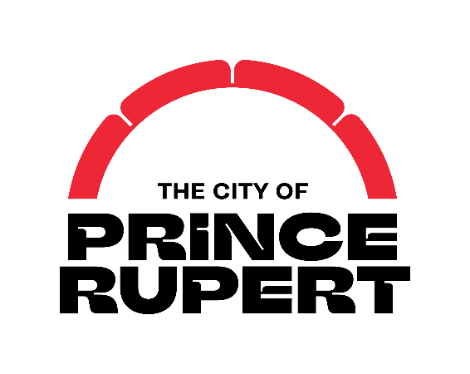 THE CITY OF
PRINCE
RUPERT